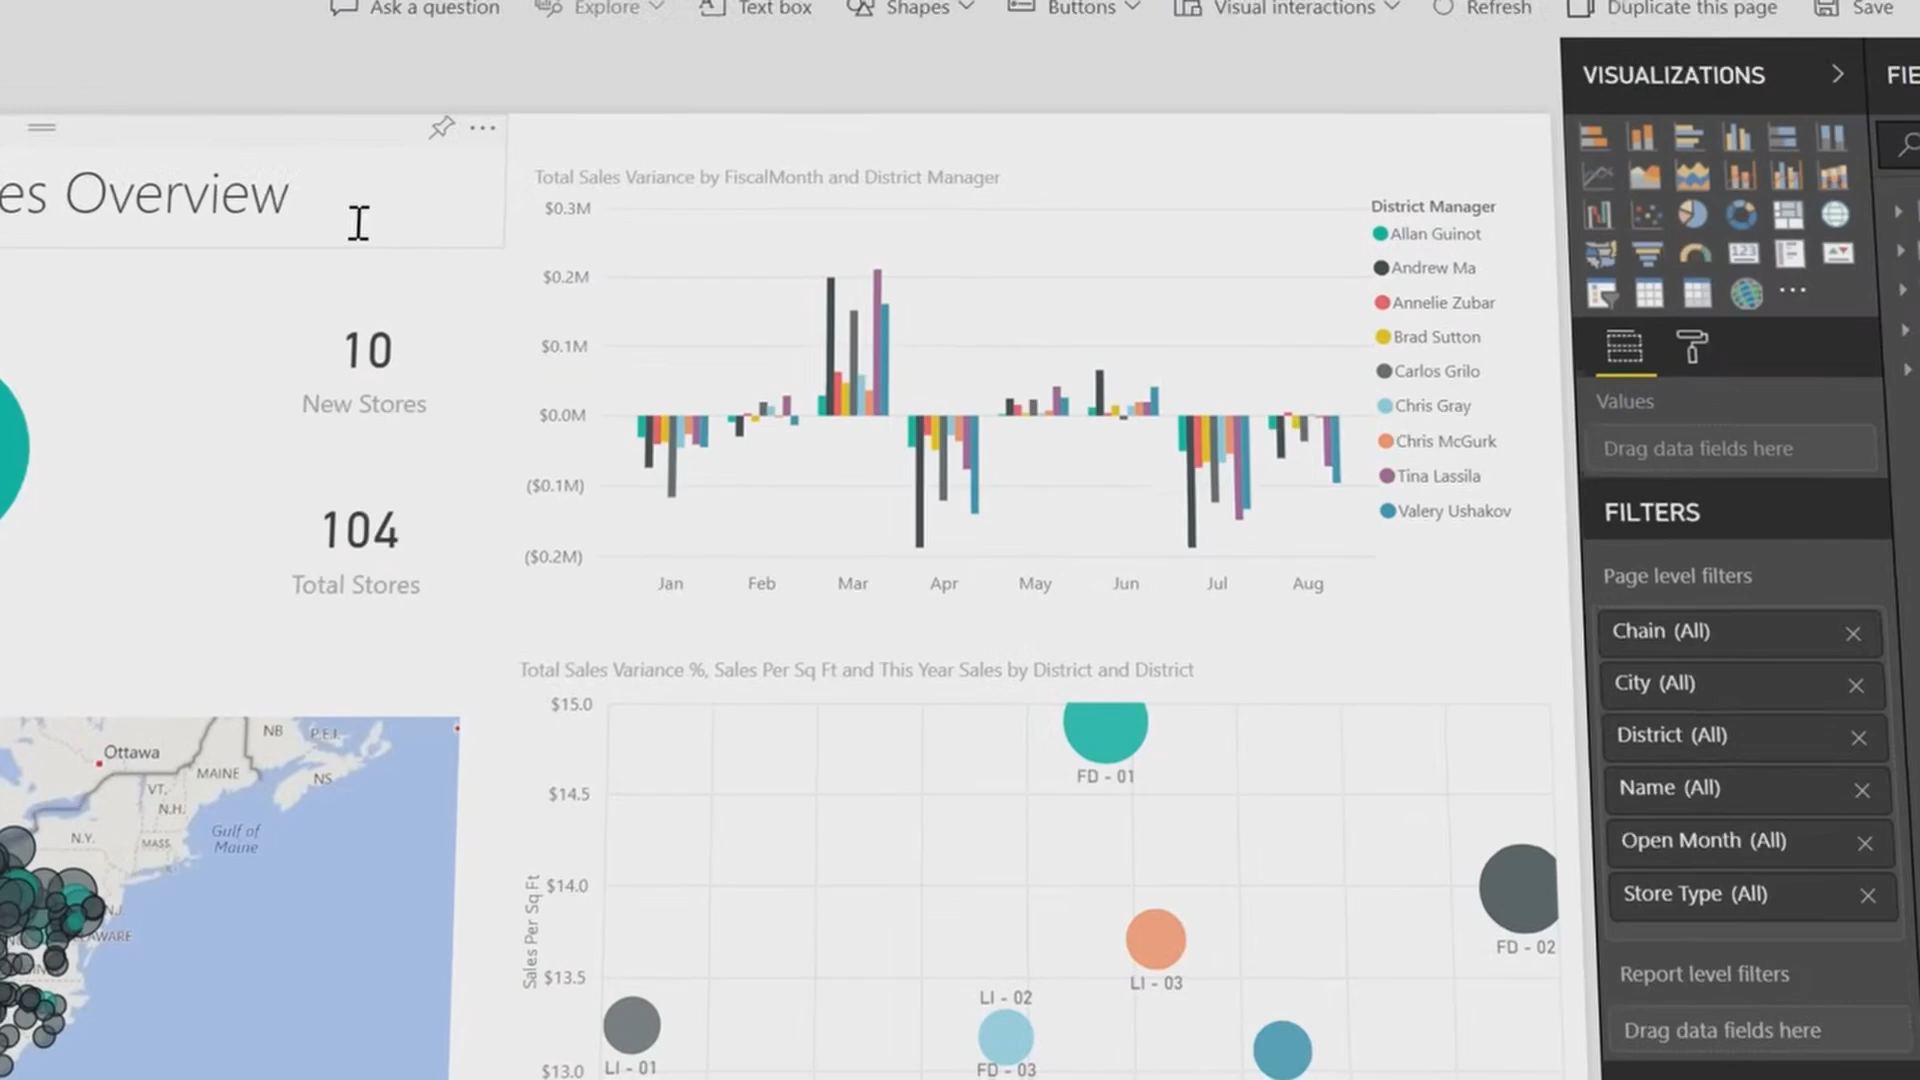 Ask a question
Explore
Text box
Shapes
Buttons
Visual interactions
Refresh
Duplicate this page
Save
VISUALIZATIONS
FIE
es Overview
10
New Stores
104
Total Stores
Total Sales Variance by FiscalMonth and District Manager
$0.3M
$0.2M
$0.1M
$0.0M
($0.1M)
($0.2M)
Jan Feb Mar Apr May Jun Jul Aug
District Manager
Allan Guinot
Andrew Ma
Annelie Zubar
Brad Sutton
Carlos Grilo
Chris Gray
Chris McGurk
Tina Lassila
Valery Ushakov
Total Sales Variance %, Sales Per Sq Ft and This Year Sales by District and District
Sales Per Sq Ft
$15.0
$14.5
$14.0
$13.5
$13.0
FD - 01
FD - 02
LI - 03
LI - 02
LI - 01
FD - 03
Ottawa
NB
P.E.I.
MAINE
NS
VT.
N.H.
N.Y.
MASS
Gulf of
Maine
NJ
AWARE
123
Values
Drag data fields here
FILTERS
Page level filters
Chain (All)
City (All)
District (All)
Name (All)
Open Month (All)
Store Type (All)
Report level filters
Drag data fields here